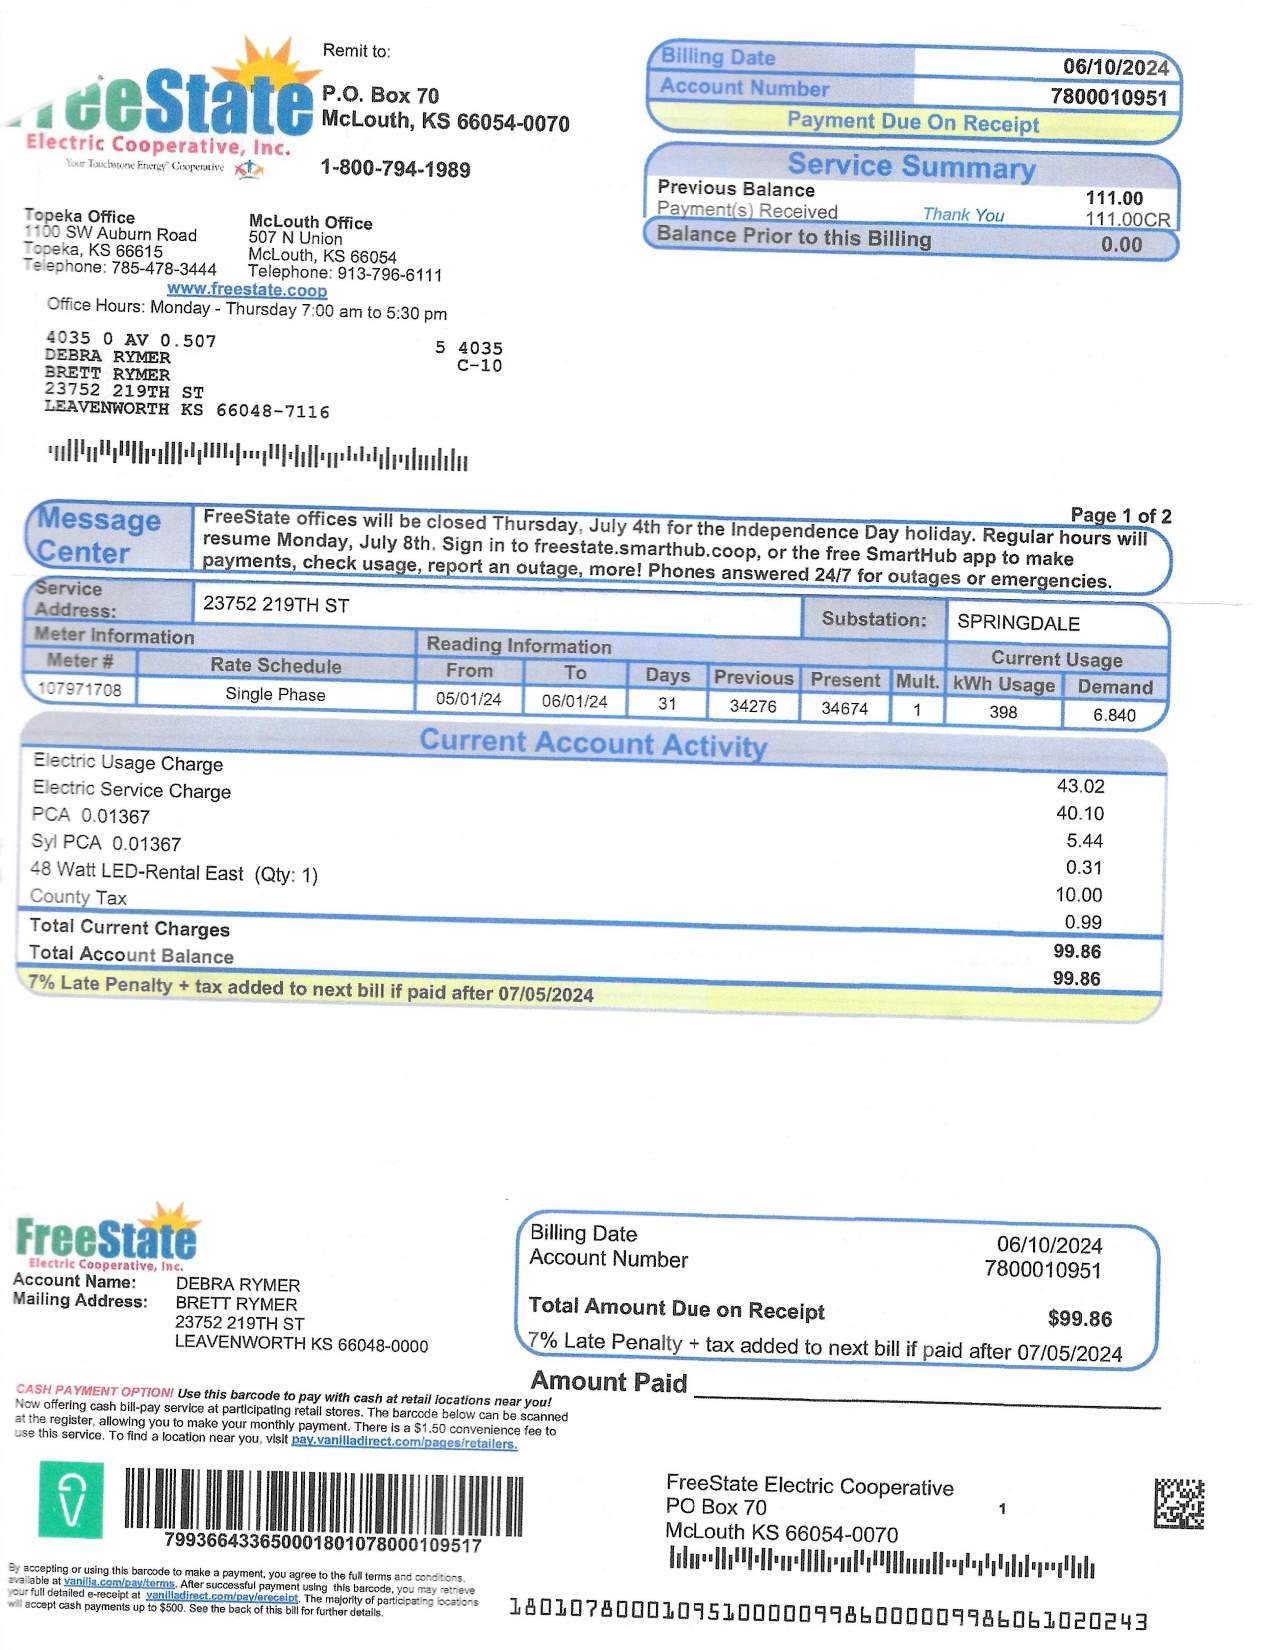 Remit to:
FreeState
Electric Cooperative, Inc.
Your Touchstone Energy® Cooperative
P.O. Box 70
McLouth, KS 66054-0070
1-800-794-1989
Billing Date 06/10/2024
Account Number 7800010951
Payment Due On Receipt
Service Summary
Previous Balance 111.00
Payment(s) Received Thank You 111.00CR
Balance Prior to this Billing 0.00
Topeka Office
1100 SW Auburn Road
Topeka, KS 66615
Telephone: 785-478-3444
McLouth Office
507 N Union
McLouth, KS 66054
Telephone: 913-796-6111
www.freestate.coop
Office Hours: Monday - Thursday 7:00 am to 5:30 pm
4035 0 AV 0.507 5 4035
DEBRA RYMER C-10
BRETT RYMER
23752 219TH ST
LEAVENWORTH KS 66048-7116
Page 1 of 2
Message Center
FreeState offices will be closed Thursday, July 4th for the Independence Day holiday. Regular hours will
resume Monday, July 8th. Sign in to freestate.smarthub.coop, or the free SmartHub app to make
payments, check usage, report an outage, more! Phones answered 24/7 for outages or emergencies.
Service Address: 23752 219TH ST Substation: SPRINGDALE
Meter Information Reading Information Current Usage
Meter # Rate Schedule From To Days Previous Present Mult. kWh Usage Demand
107971708 Single Phase 05/01/24 06/01/24 31 34276 34674 1 398 6.840
Current Account Activity
Electric Usage Charge 43.02
Electric Service Charge 40.10
PCA 0.01367 5.44
Syl PCA 0.01367 0.31
48 Watt LED-Rental East (Qty: 1) 10.00
County Tax 0.99
Total Current Charges 99.86
Total Account Balance 99.86
7% Late Penalty + tax added to next bill if paid after 07/05/2024
FreeState
Electric Cooperative, Inc.
Account Name: DEBRA RYMER
Mailing Address: BRETT RYMER
23752 219TH ST
LEAVENWORTH KS 66048-0000
Billing Date 06/10/2024
Account Number 7800010951
Total Amount Due on Receipt $99.86
7% Late Penalty + tax added to next bill if paid after 07/05/2024
Amount Paid
CASH PAYMENT OPTION! Use this barcode to pay with cash at retail locations near you!
Now offering cash bill-pay service at participating retail stores. The barcode below can be scanned
at the register, allowing you to make your monthly payment. There is a $1.50 convenience fee to
use this service. To find a location near you, visit pay.vanilladirect.com/pages/retailers.
799366433650001801078000109517
By accepting or using this barcode to make a payment, you agree to the full terms and conditions,
available at vanilla.com/pay/terms. After successful payment using this barcode, you may retrieve
your full detailed e-receipt at vanilladirect.com/pay/ereceipt. The majority of participating locations
will accept cash payments up to $500. See the back of this bill for further details.
FreeState Electric Cooperative
PO Box 70 1
McLouth KS 66054-0070
180107800010951000009986000009986061020243